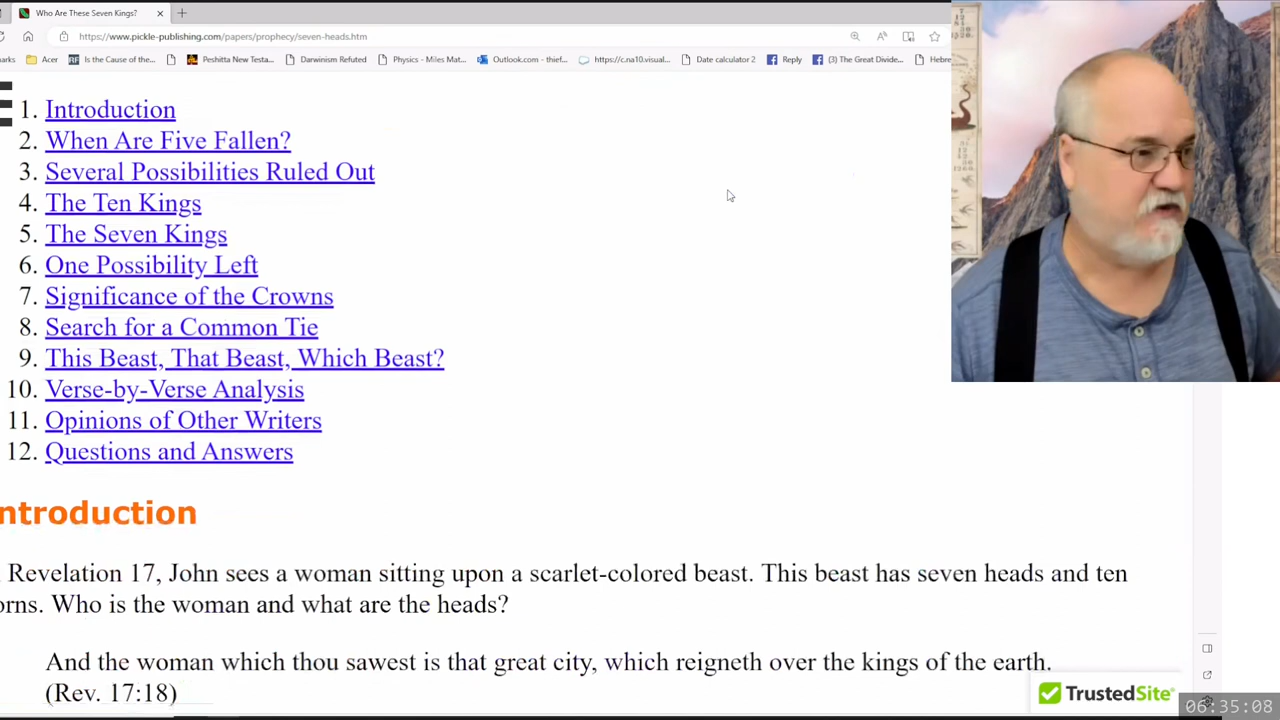 Who Are These Seven Kings?
https://www.pickle-publishing.com/papers/prophecy/seven-heads.htm
arks Acer Is the Cause of the... Peshitta New Testa... Darwinism Refuted Physics - Miles Mat... Outlook.com - thief... https://c.na10.visual... Date calculator 2 Reply (3) The Great Divide... Hebre
1. Introduction
2. When Are Five Fallen?
3. Several Possibilities Ruled Out
4. The Ten Kings
5. The Seven Kings
6. One Possibility Left
7. Significance of the Crowns
8. Search for a Common Tie
9. This Beast, That Beast, Which Beast?
10. Verse-by-Verse Analysis
11. Opinions of Other Writers
12. Questions and Answers
ntroduction
Revelation 17, John sees a woman sitting upon a scarlet-colored beast. This beast has seven heads and ten
orns. Who is the woman and what are the heads?
And the woman which thou sawest is that great city, which reigneth over the kings of the earth.
(Rev. 17:18)
TrustedSite
06:35:08